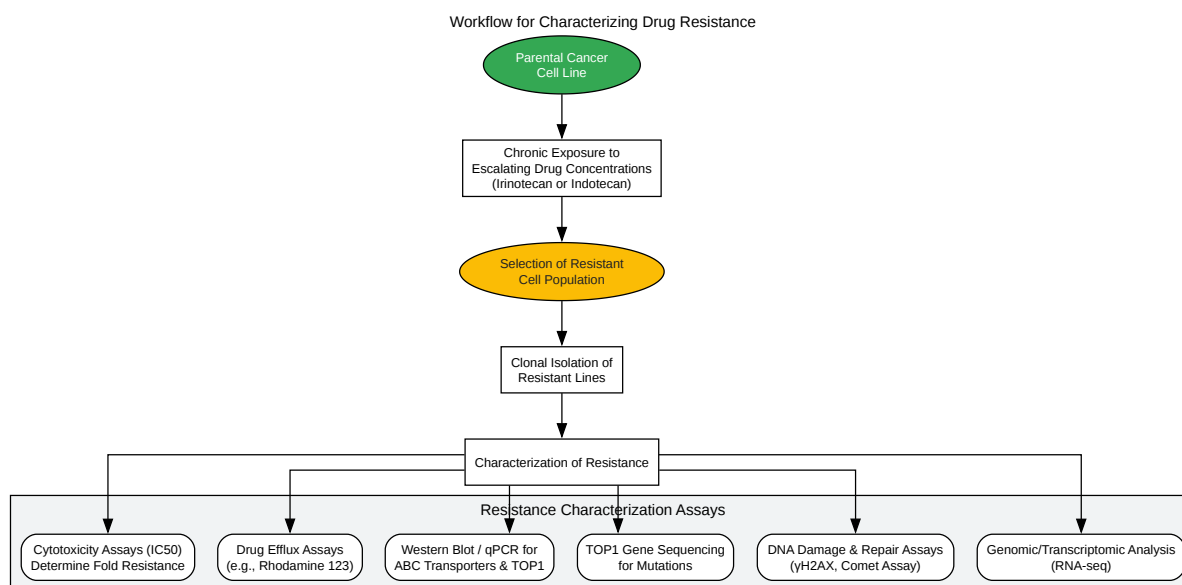 Workflow for Characterizing Drug Resistance
Parental Cancer
Cell Line
Chronic Exposure to
Escalating Drug Concentrations
(Irinotecan or Indotecan)
Selection of Resistant
Cell Population
Clonal Isolation of
Resistant Lines
Characterization of Resistance
Resistance Characterization Assays
Cytotoxicity Assays (IC50)
Determine Fold Resistance
Drug Efflux Assays
(e.g., Rhodamine 123)
Western Blot / qPCR for
ABC Transporters & TOP1
TOP1 Gene Sequencing
for Mutations
DNA Damage & Repair Assays
(γH2AX, Comet Assay)
Genomic/Transcriptomic Analysis
(RNA-seq)